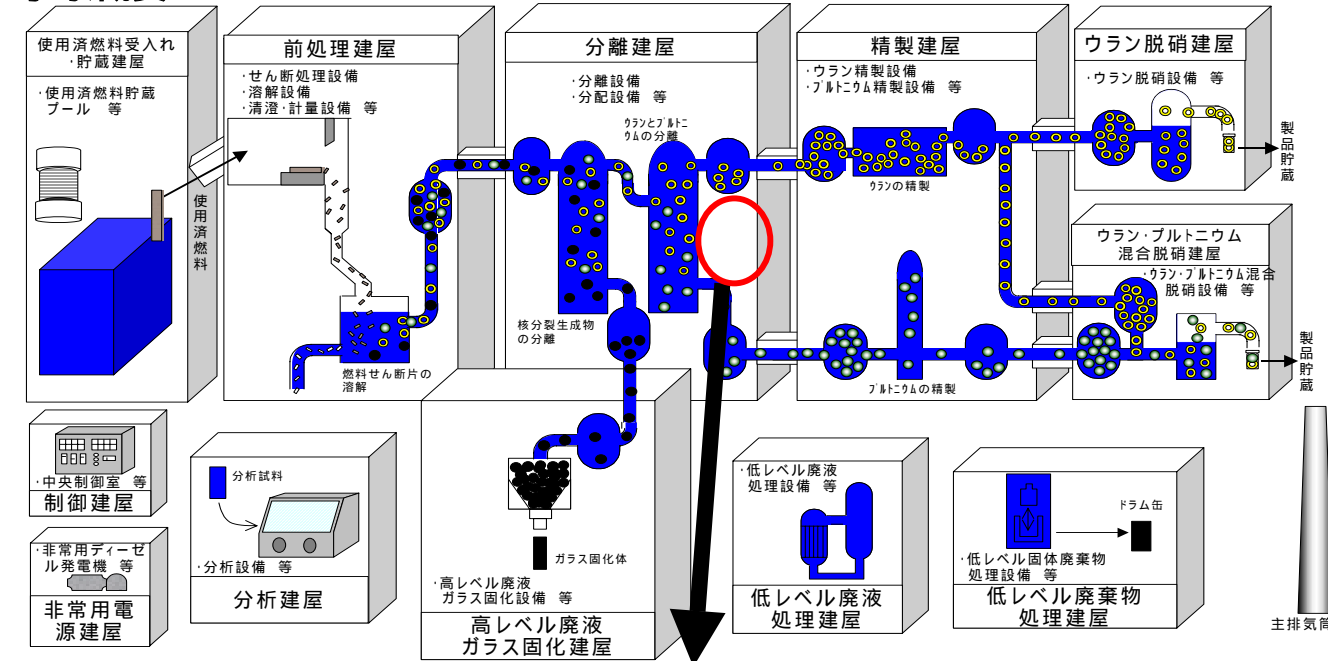 使用済燃料受入れ
・貯蔵建屋
・使用済燃料貯蔵
プール 等
使用済燃料
前処理建屋
・せん断処理設備
・溶解設備
・清澄・計量設備 等
燃料せん断片の
溶解
分離建屋
・分離設備
・分配設備 等
ウランとプルトニ
ウムの分離
核分裂生成物
の分離
精製建屋
・ウラン精製設備
・プルトニウム精製設備 等
ウランの精製
プルトニウムの精製
ウラン脱硝建屋
・ウラン脱硝設備 等
製品貯蔵
ウラン・プルトニウム
混合脱硝建屋
・ウラン・プルトニウム混合
脱硝設備 等
製品貯蔵
・中央制御室 等
制御建屋
・非常用ディーゼ
ル発電機 等
非常用電
源建屋
分析試料
・分析設備 等
分析建屋
ガラス固化体
・高レベル廃液
ガラス固化設備 等
高レベル廃液
ガラス固化建屋
・低レベル廃液
処理設備 等
低レベル廃液
処理建屋
ドラム缶
・低レベル固体廃棄物
処理設備 等
低レベル廃棄物
処理建屋
主排気筒